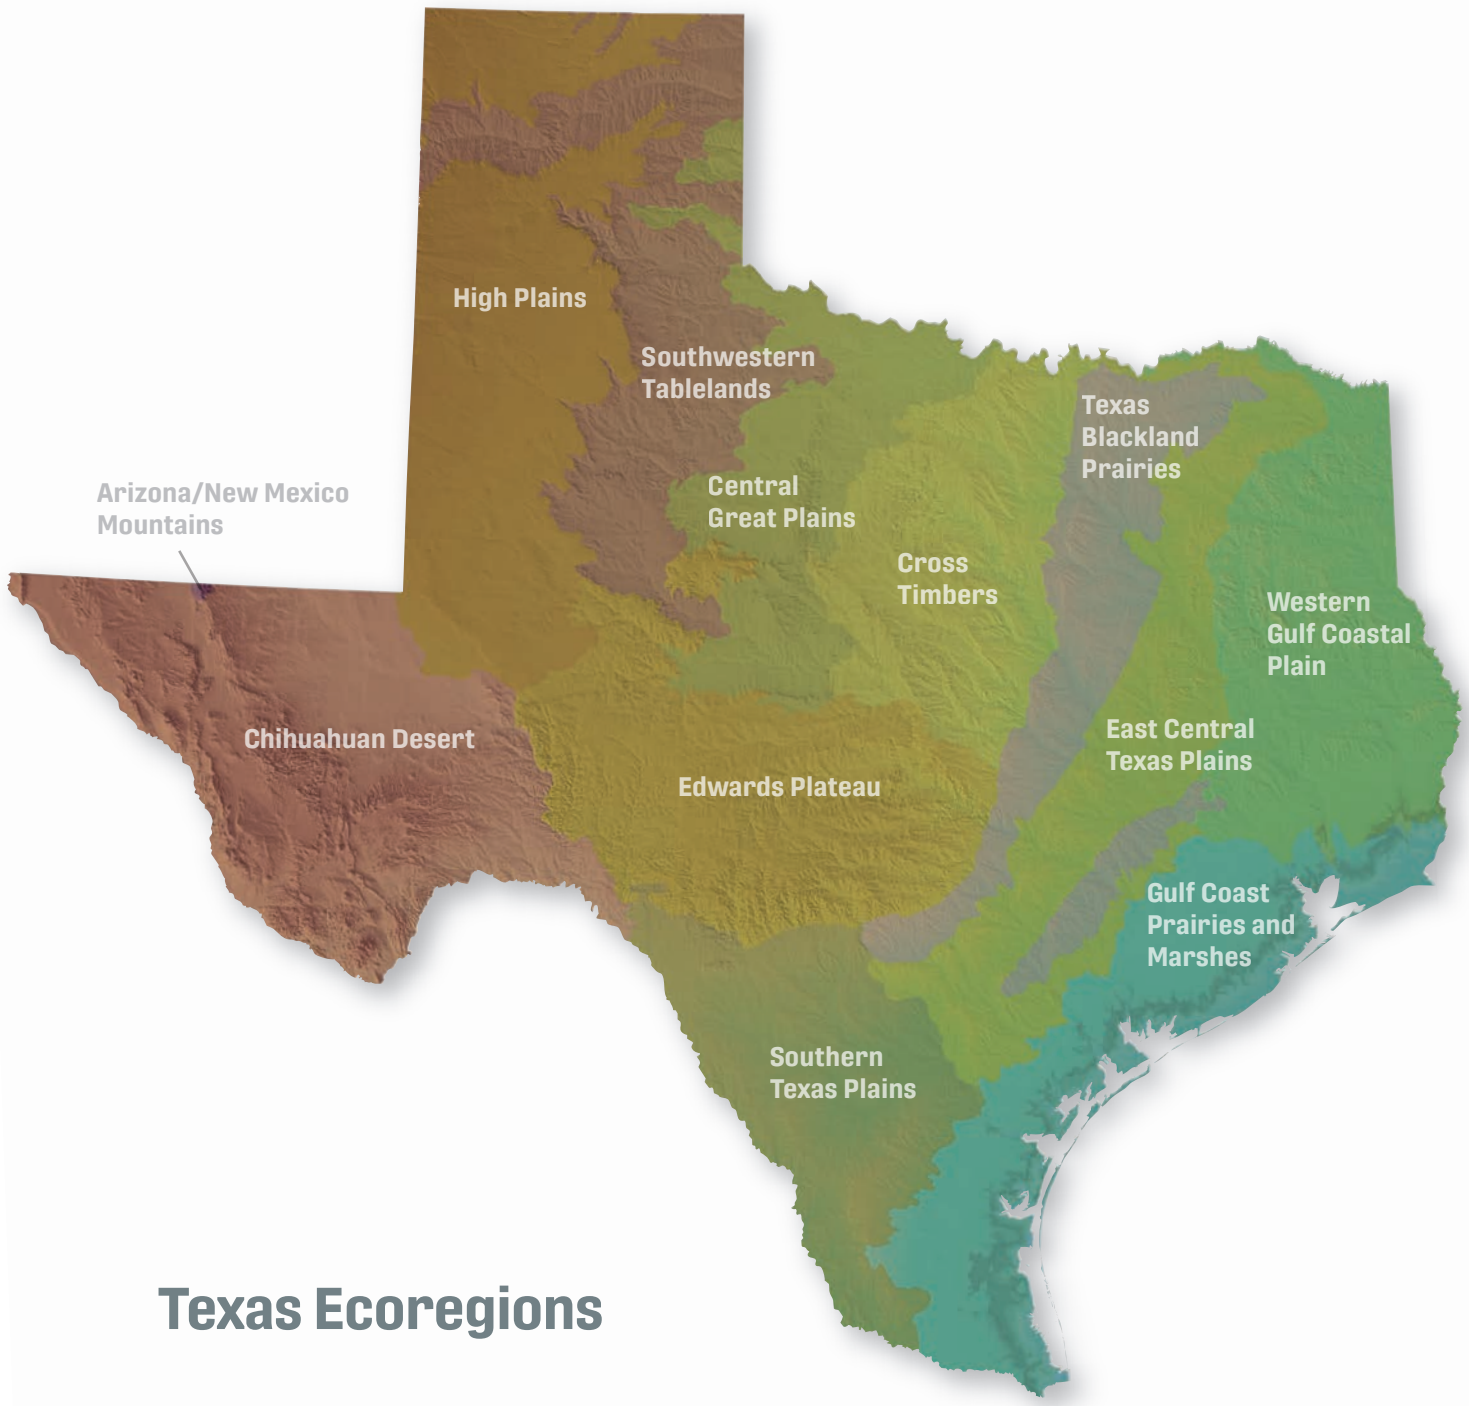 High Plains
Southwestern
Tablelands
Texas
Blackland
Prairies
Arizona/New Mexico
Mountains
Central
Great Plains
Cross
Timbers
Western
Gulf Coastal
Plain
Chihuahuan Desert
East Central
Texas Plains
Edwards Plateau
Gulf Coast
Prairies and
Marshes
Southern
Texas Plains
Texas Ecoregions